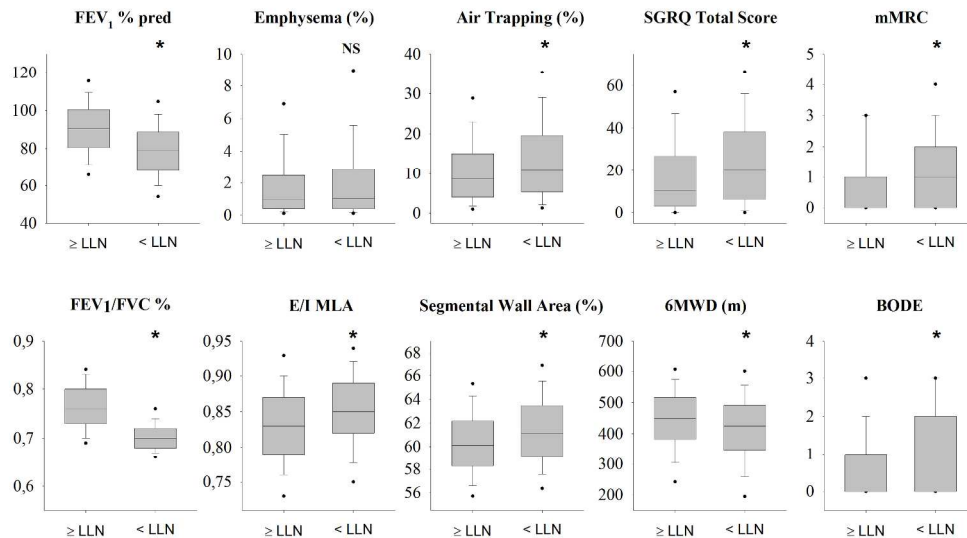 FEV1 % pred
Emphysema (%)
Air Trapping (%)
SGRQ Total Score
mMRC
*
NS
*
*
*
120
100
80
60
40
10
8
6
4
2
0
40
30
20
10
0
60
40
20
0
5
4
3
2
1
0
≥ LLN < LLN
≥ LLN < LLN
≥ LLN < LLN
≥ LLN < LLN
≥ LLN < LLN
FEV1/FVC %
E/I MLA
Segmental Wall Area (%)
6MWD (m)
BODE
*
*
*
*
*
0,9
0,8
0,7
0,6
0,95
0,90
0,85
0,80
0,75
68
66
64
62
60
58
56
700
600
500
400
300
200
4
3
2
1
0
≥ LLN < LLN
≥ LLN < LLN
≥ LLN < LLN
≥ LLN < LLN
≥ LLN < LLN